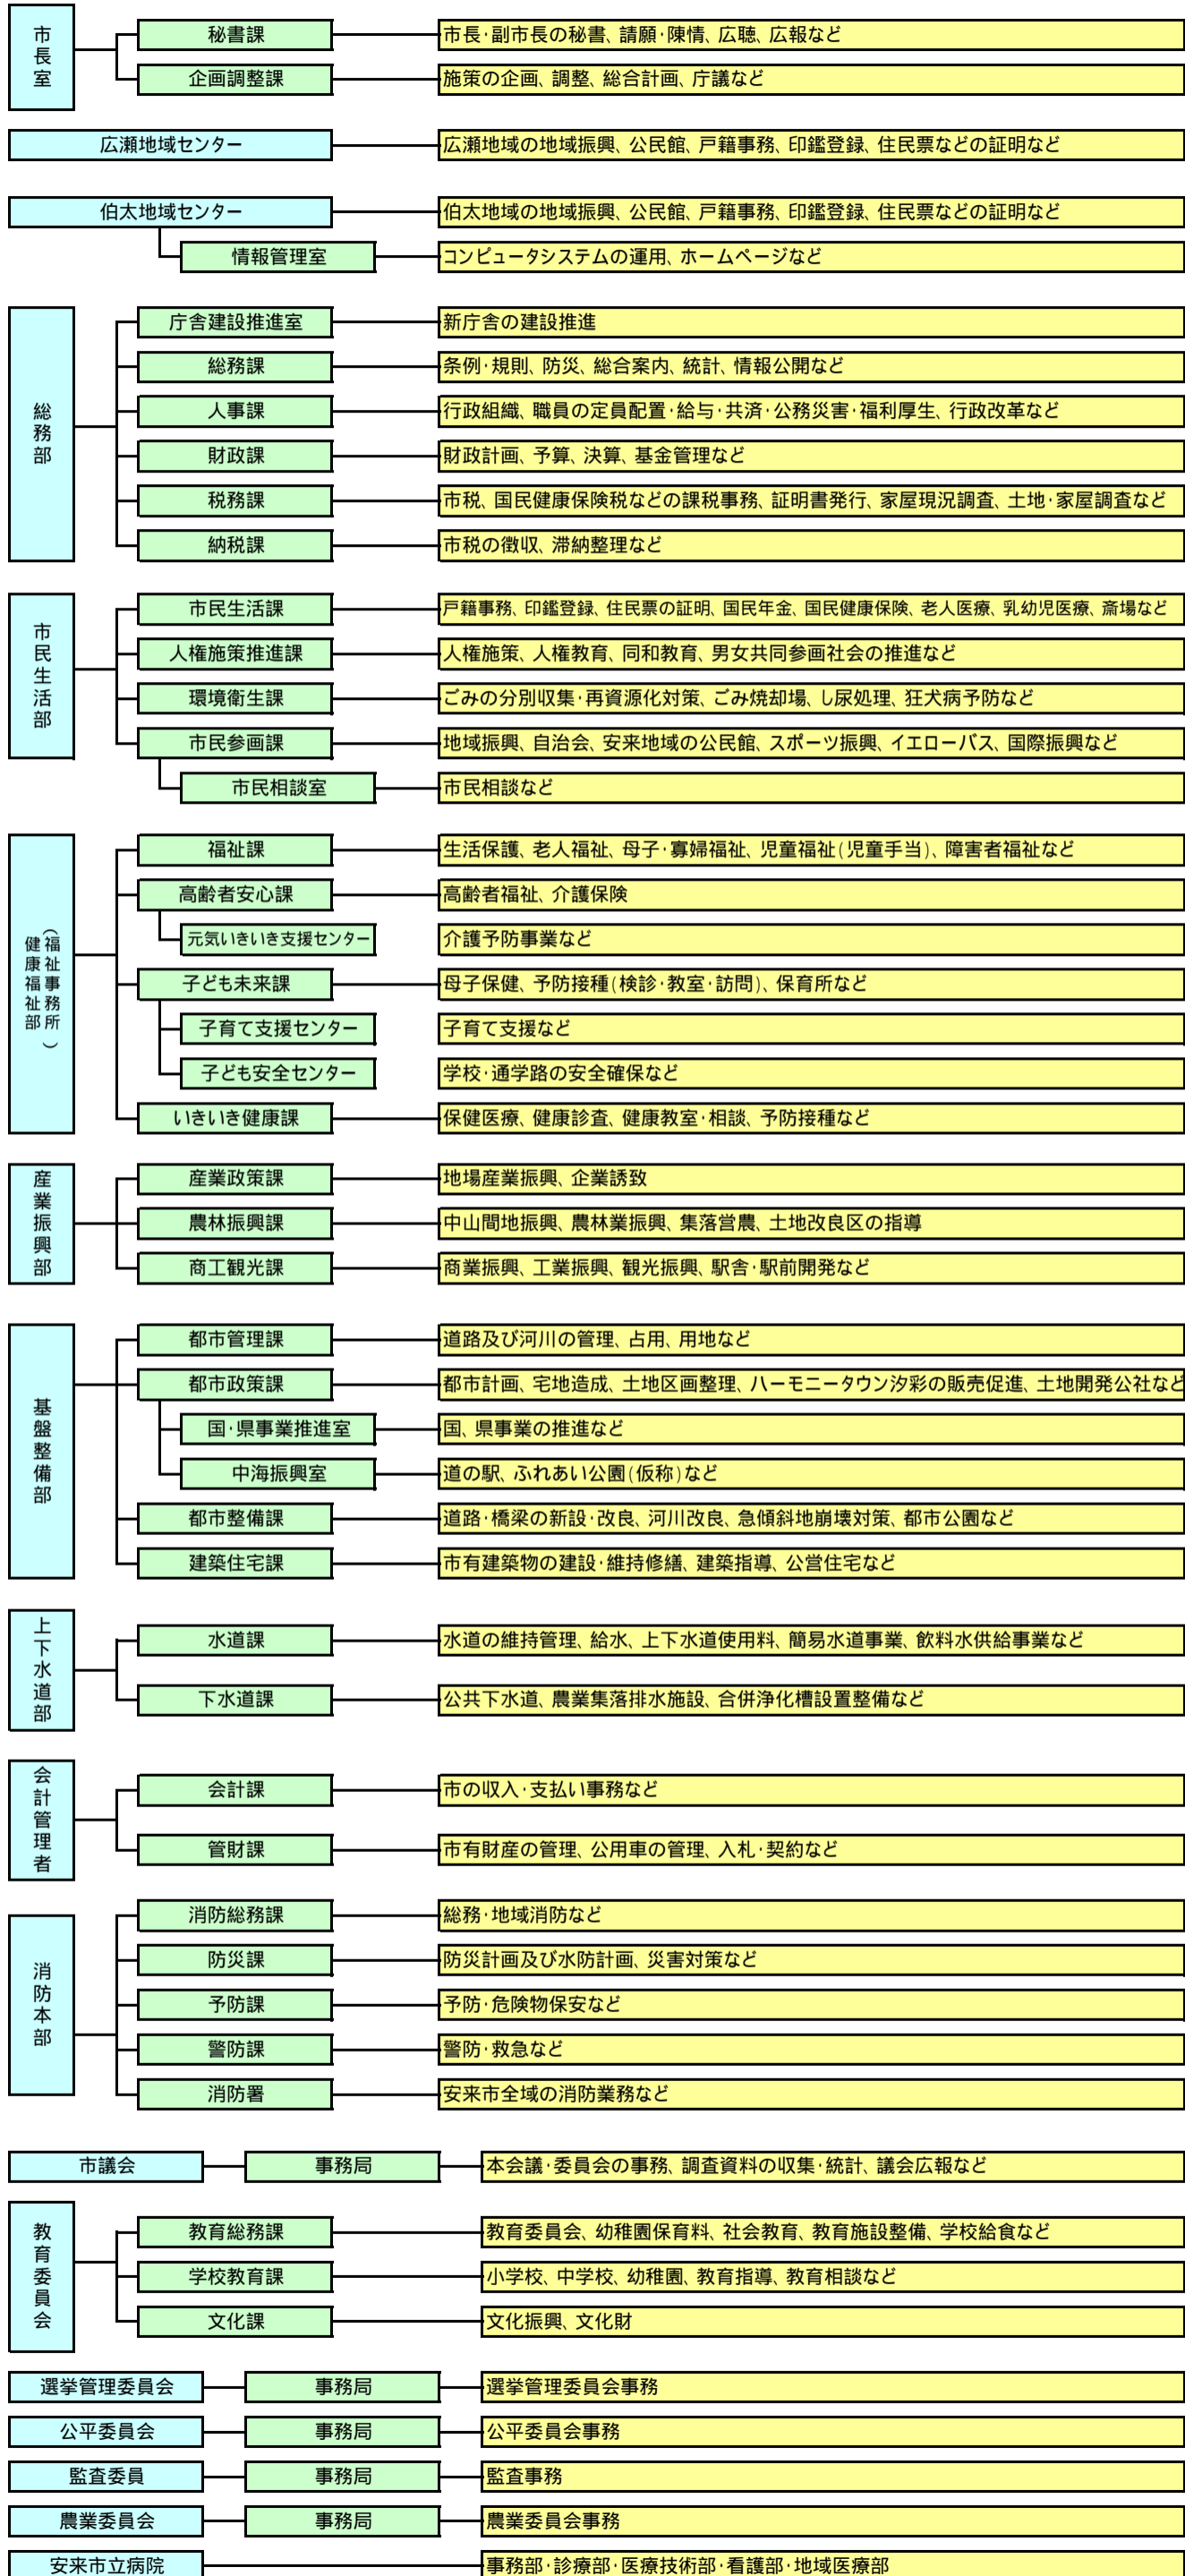 市長室
秘書課
市長･副市長の秘書、請願･陳情、広聴、広報など
企画調整課
施策の企画、調整、総合計画、庁議など
広瀬地域センター
広瀬地域の地域振興、公民館、戸籍事務、印鑑登録、住民票などの証明など
伯太地域センター
伯太地域の地域振興、公民館、戸籍事務、印鑑登録、住民票などの証明など
情報管理室
コンピュータシステムの運用、ホームページなど
総務部
庁舎建設推進室
新庁舎の建設推進
総務課
条例･規則、防災、総合案内、統計、情報公開など
人事課
行政組織、職員の定員配置･給与･共済･公務災害･福利厚生、行政改革など
財政課
財政計画、予算、決算、基金管理など
税務課
市税、国民健康保険税などの課税事務、証明書発行、家屋現況調査、土地･家屋調査など
納税課
市税の徴収、滞納整理など
市民生活部
市民生活課
戸籍事務、印鑑登録、住民票の証明、国民年金、国民健康保険、老人医療、乳幼児医療、斎場など
人権施策推進課
人権施策、人権教育、同和教育、男女共同参画社会の推進など
環境衛生課
ごみの分別収集･再資源化対策、ごみ焼却場、し尿処理、狂犬病予防など
市民参画課
地域振興、自治会、安来地域の公民館、スポーツ振興、イエローバス、国際振興など
市民相談室
市民相談など
健康福祉部
(福祉事務所)
福祉課
生活保護、老人福祉、母子･寡婦福祉、児童福祉(児童手当)、障害者福祉など
高齢者安心課
高齢者福祉、介護保険
元気いきいき支援センター
介護予防事業など
子ども未来課
母子保健、予防接種(検診･教室･訪問)、保育所など
子育て支援センター
子育て支援など
子ども安全センター
学校･通学路の安全確保など
いきいき健康課
保健医療、健康診査、健康教室･相談、予防接種など
産業振興部
産業政策課
地場産業振興、企業誘致
農林振興課
中山間地振興、農林業振興、集落営農、土地改良区の指導
商工観光課
商業振興、工業振興、観光振興、駅舎･駅前開発など
基盤整備部
都市管理課
道路及び河川の管理、占用、用地など
都市政策課
都市計画、宅地造成、土地区画整理、ハーモニータウン汐彩の販売促進、土地開発公社など
国･県事業推進室
国、県事業の推進など
中海振興室
道の駅、ふれあい公園(仮称)など
都市整備課
道路･橋梁の新設･改良、河川改良、急傾斜地崩壊対策、都市公園など
建築住宅課
市有建築物の建設･維持修繕、建築指導、公営住宅など
上下水道部
水道課
水道の維持管理、給水、上下水道使用料、簡易水道事業、飲料水供給事業など
下水道課
公共下水道、農業集落排水施設、合併浄化槽設置整備など
会計管理者
会計課
市の収入･支払い事務など
管財課
市有財産の管理、公用車の管理、入札･契約など
消防本部
消防総務課
総務･地域消防など
防災課
防災計画及び水防計画、災害対策など
予防課
予防･危険物保安など
警防課
警防･救急など
消防署
安来市全域の消防業務など
市議会
事務局
本会議･委員会の事務、調査資料の収集･統計、議会広報など
教育委員会
教育総務課
教育委員会、幼稚園保育料、社会教育、教育施設整備、学校給食など
学校教育課
小学校、中学校、幼稚園、教育指導、教育相談など
文化課
文化振興、文化財
選挙管理委員会
事務局
選挙管理委員会事務
公平委員会
事務局
公平委員会事務
監査委員
事務局
監査事務
農業委員会
事務局
農業委員会事務
安来市立病院
事務部･診療部･医療技術部･看護部･地域医療部